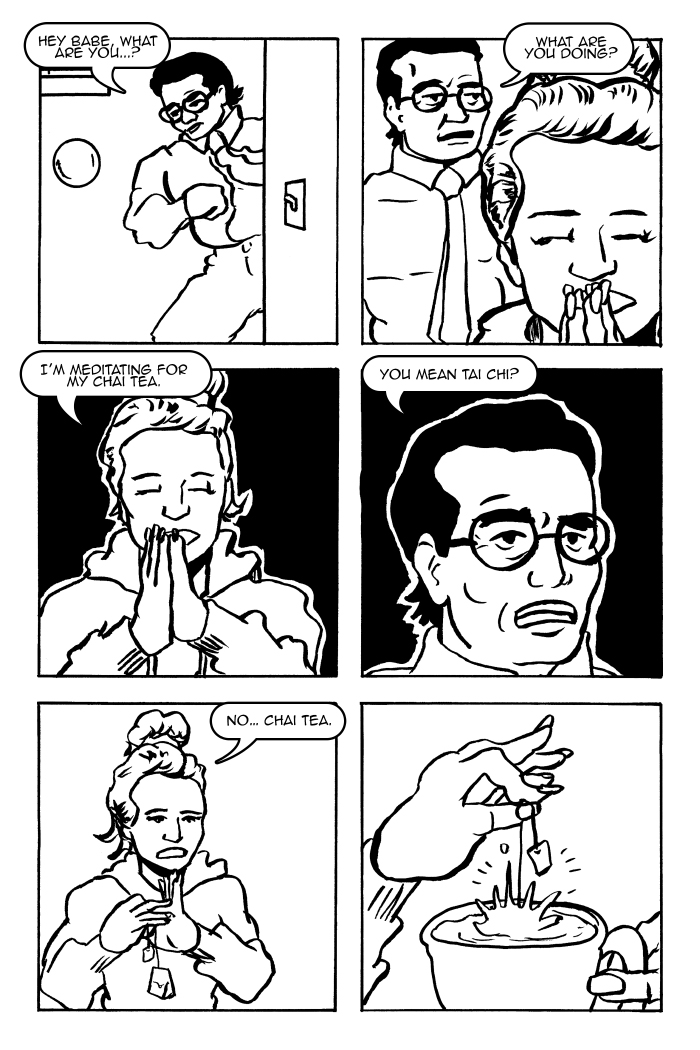 HEY BABE, WHAT
ARE YOU...?
WHAT ARE
YOU DOING?
I'M MEDITATING FOR
MY CHAI TEA.
YOU MEAN TAI CHI?
NO... CHAI TEA.